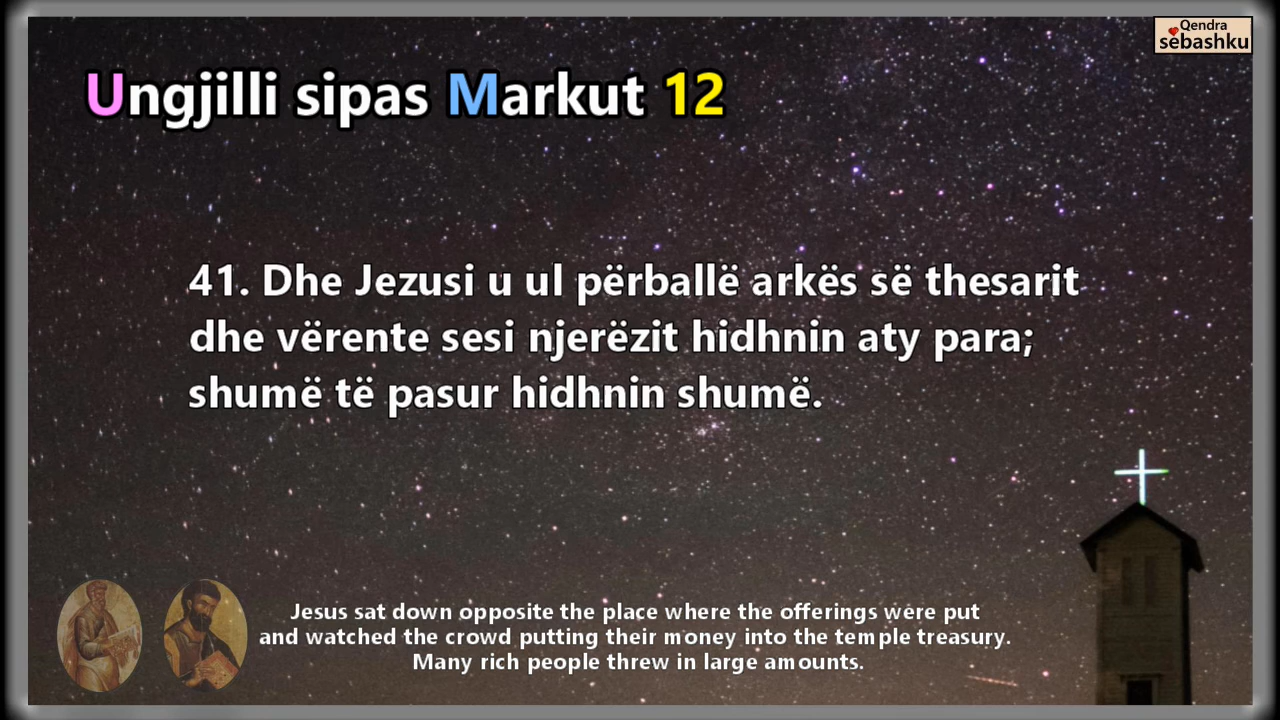 Qendra
sëbashku
Ungjilli sipas Markut 12
41. Dhe Jezusi u ul përballë arkës së thesarit
dhe vërente sesi njerëzit hidhnin aty para;
shumë të pasur hidhnin shumë.
Jesus sat down opposite the place where the offerings were put
and watched the crowd putting their money into the temple treasury.
Many rich people threw in large amounts.